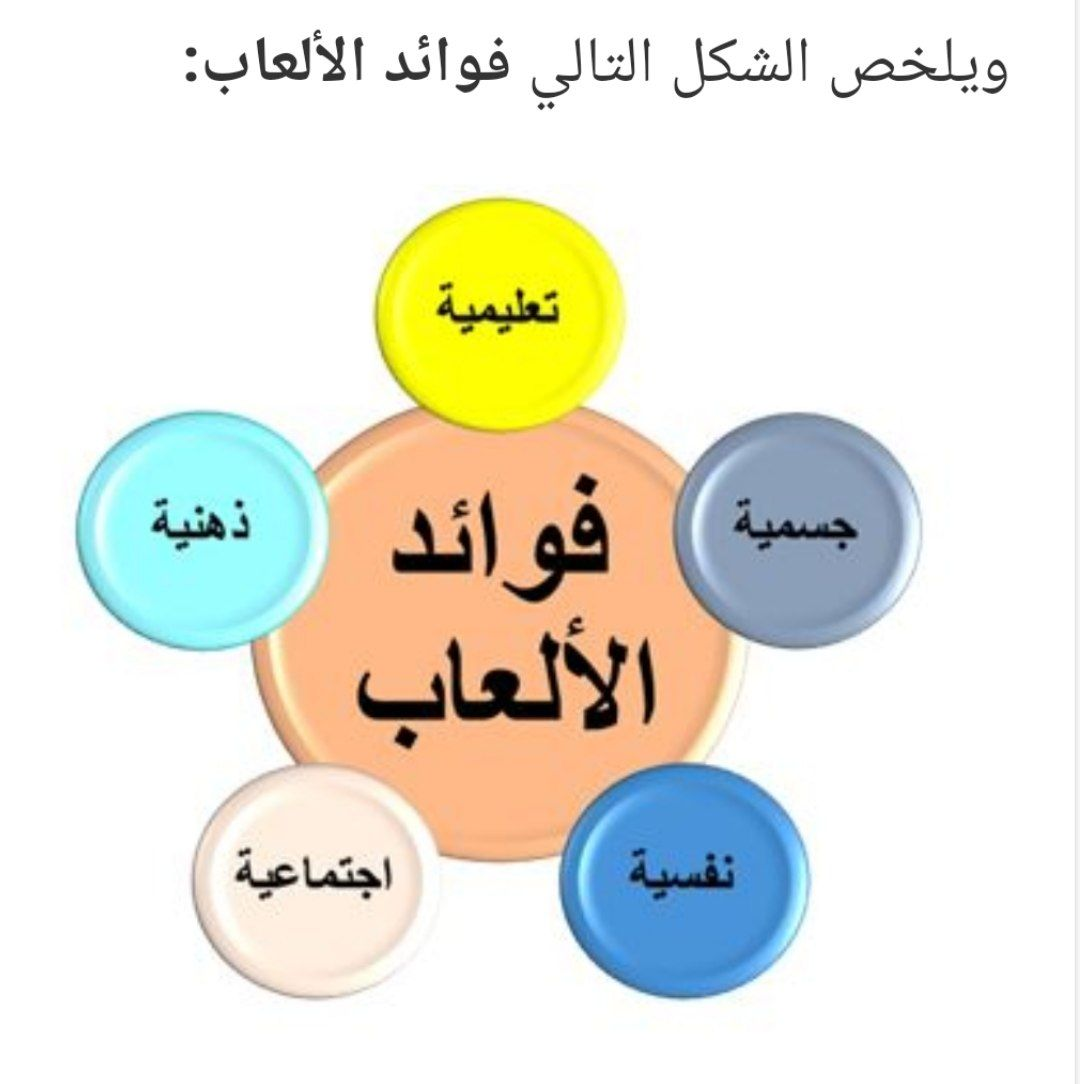 ويلخص الشكل التالي فوائد الألعاب:
تعليمية
جسمية
ذهنية
فوائد
الألعاب
نفسية
اجتماعية